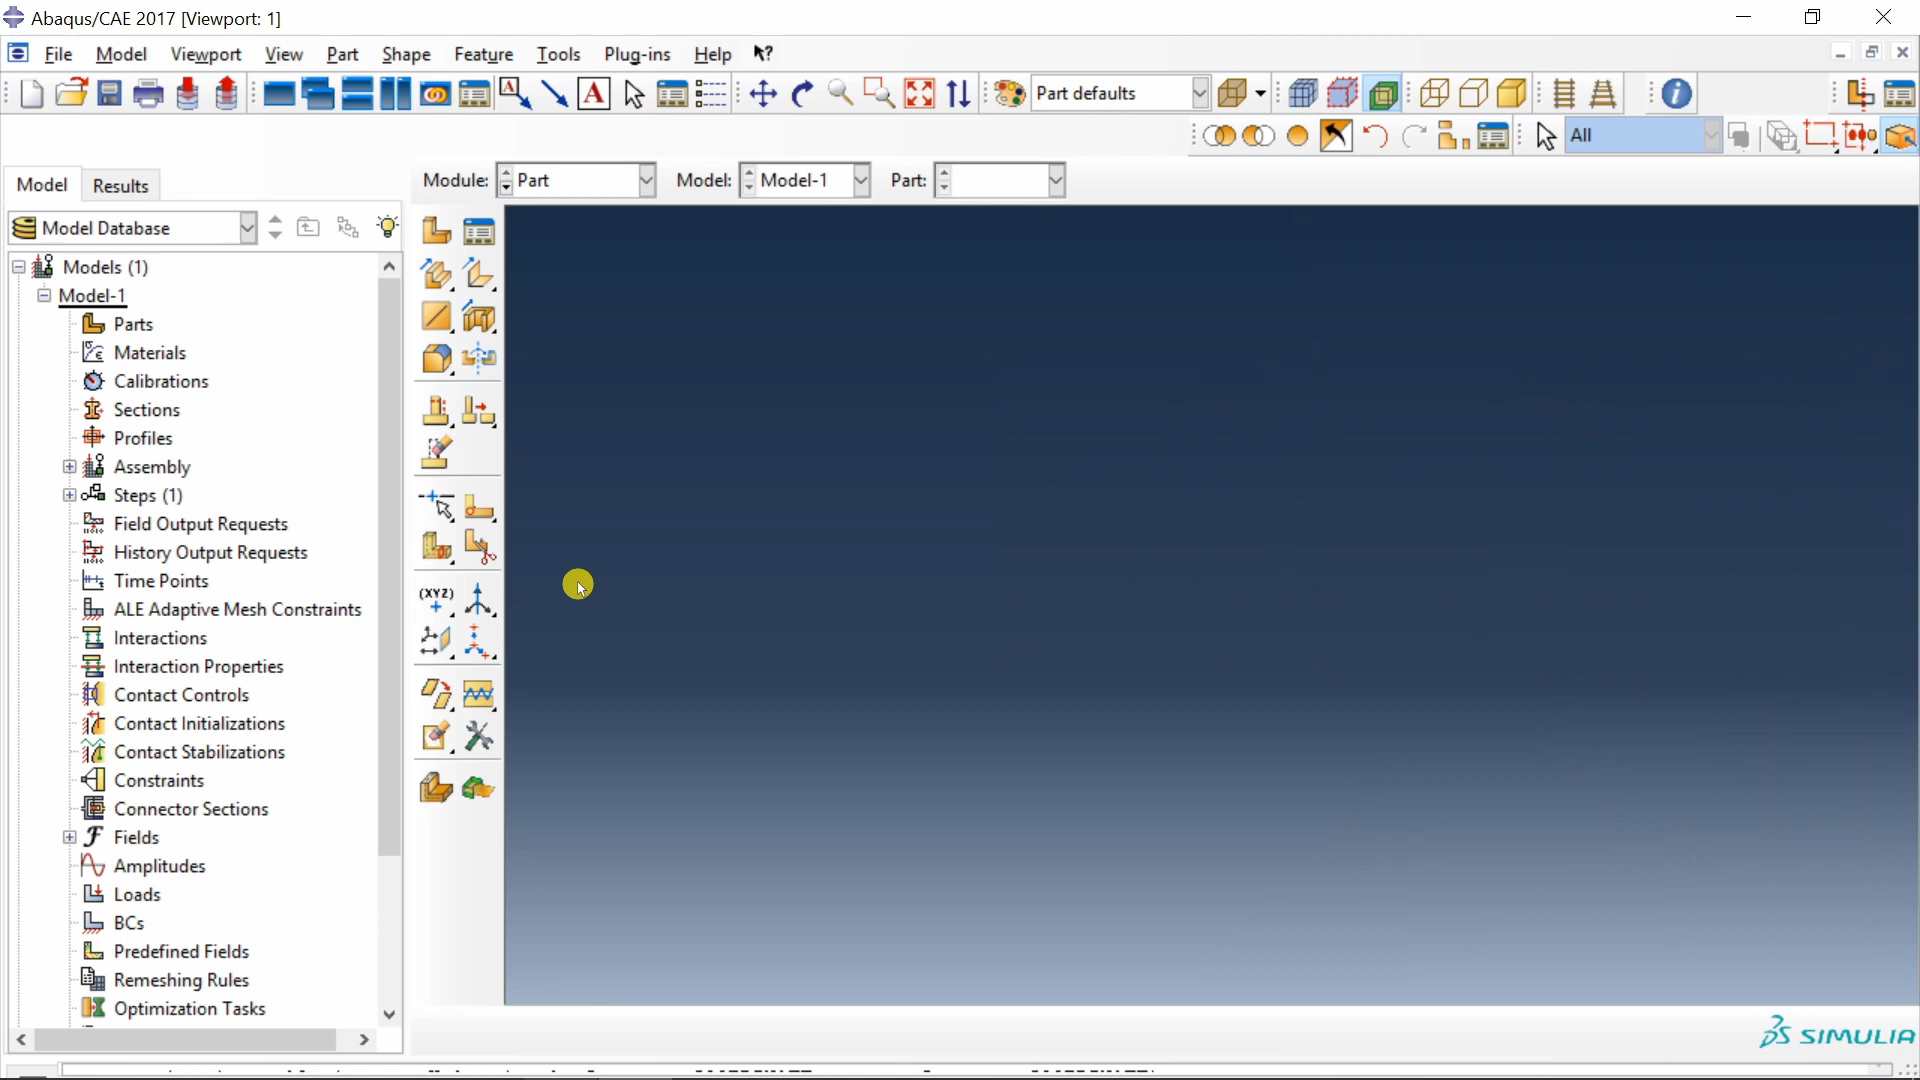 Abaqus/CAE 2017 [Viewport: 1]
File Model Viewport View Part Shape Feature Tools Plug-ins Help ?
A A Part defaults i
All
Model Results Module: Part Model: Model-1 Part:
Model Database
Models (1)
Model-1
Parts
Materials
Calibrations
Sections
Profiles
Assembly
Steps (1)
Field Output Requests
History Output Requests
Time Points
(XYZ)
ALE Adaptive Mesh Constraints
Interactions
Interaction Properties
Contact Controls
Contact Initializations
Contact Stabilizations
Constraints
Connector Sections
Fields
Amplitudes
Loads
BCs
Predefined Fields
Remeshing Rules
Optimization Tasks
SIMULIA